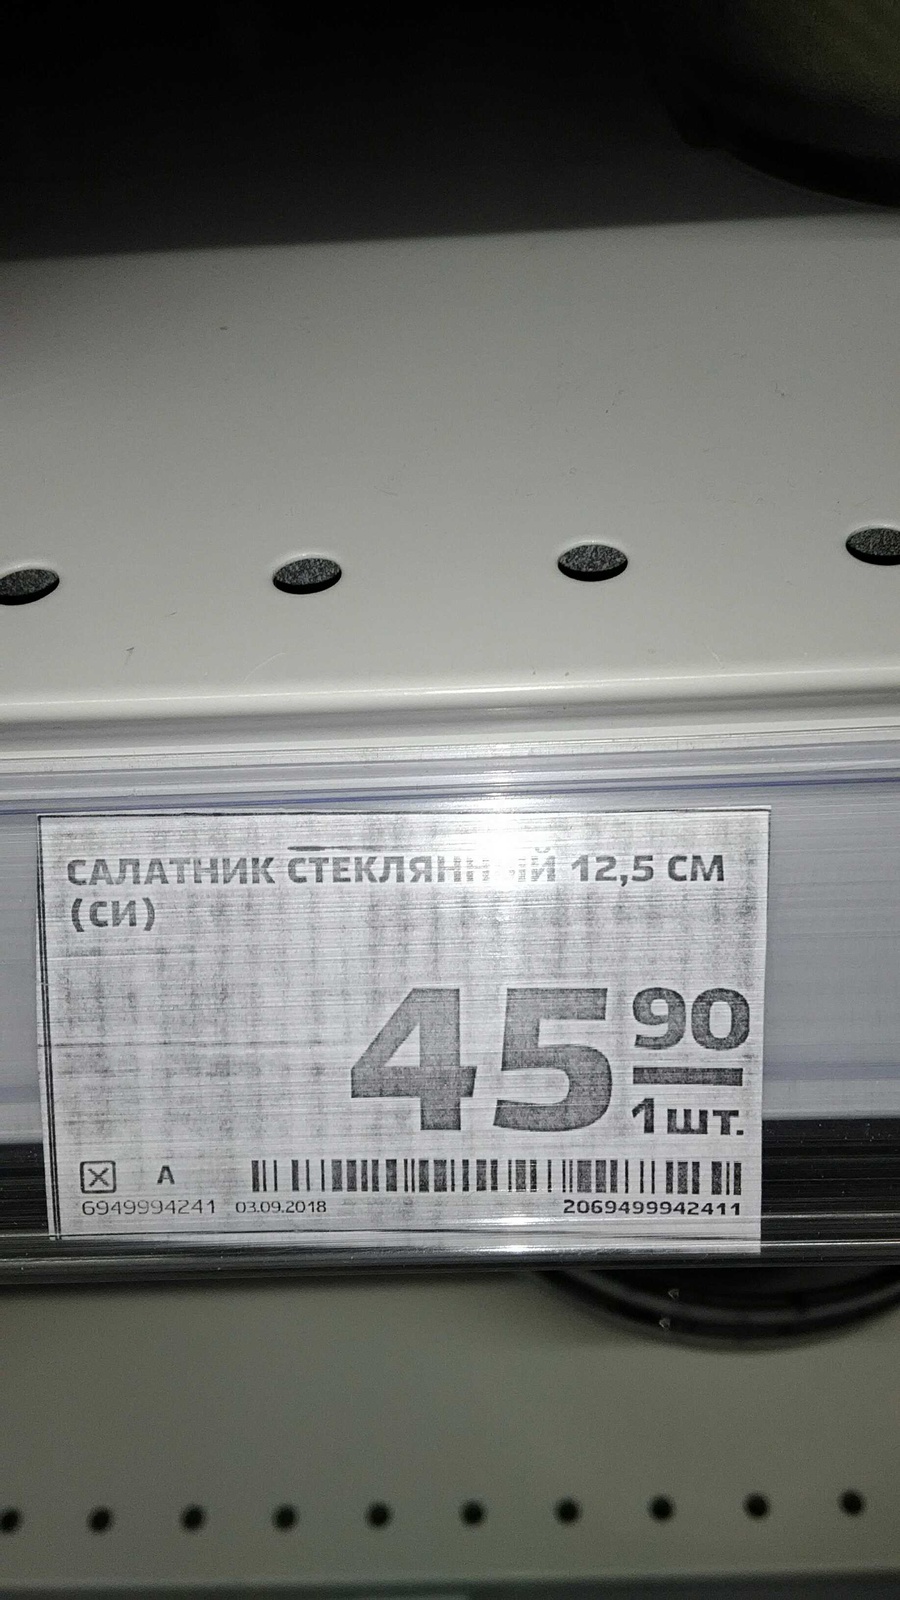 САЛАТНИК СТЕКЛЯННЫЙ 12,5 СМ
(СИ)
45 90
1 шт.
A
6949994241 03.09.2018 2069499942411